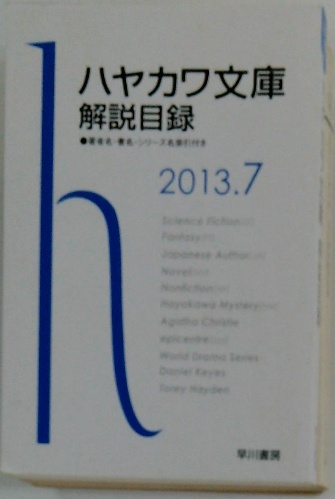 ハヤカワ文庫
解説目録
●著者名・書名・シリーズ名索引付き
2013.7
Science Fiction
Fantasy
Japanese Author
Novel
Nonfiction
Hayakawa Mystery
Agatha Christie
epicentre
World Drama Series
Daniel Keyes
Torey Hayden
早川書房
h